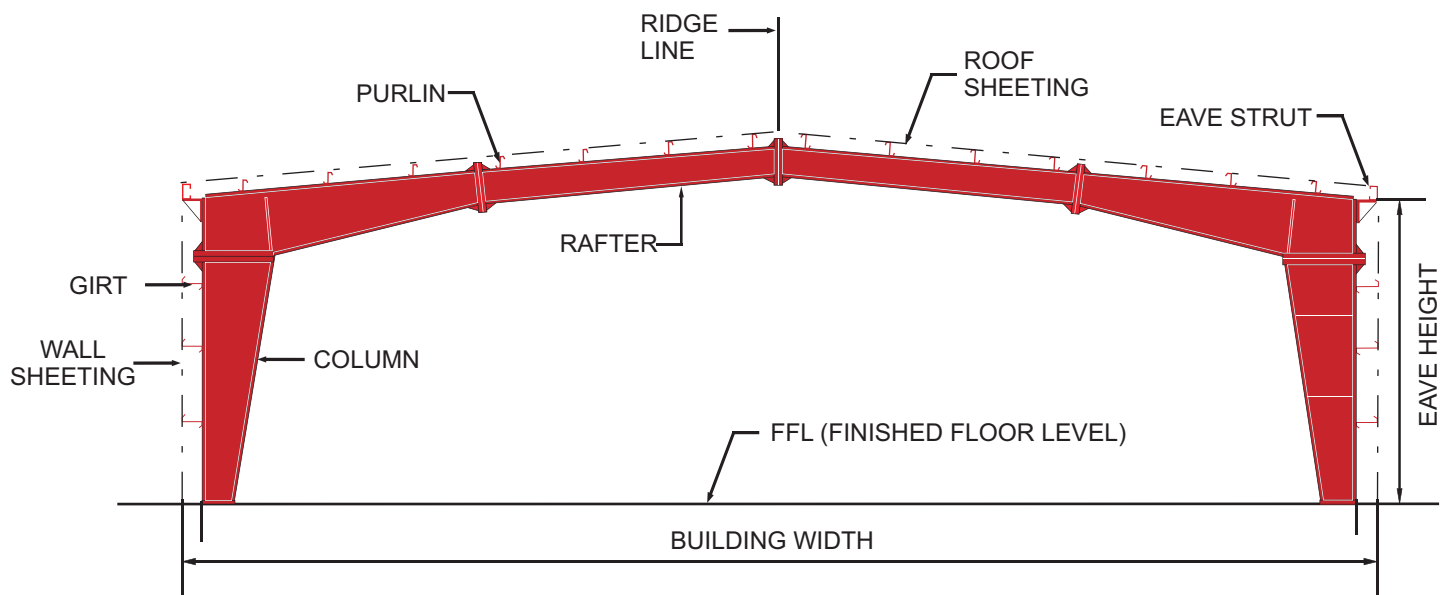 RIDGE
LINE
ROOF
SHEETING
PURLIN
EAVE STRUT
RAFTER
GIRT
WALL
SHEETING
COLUMN
EAVE HEIGHT
FFL (FINISHED FLOOR LEVEL)
BUILDING WIDTH